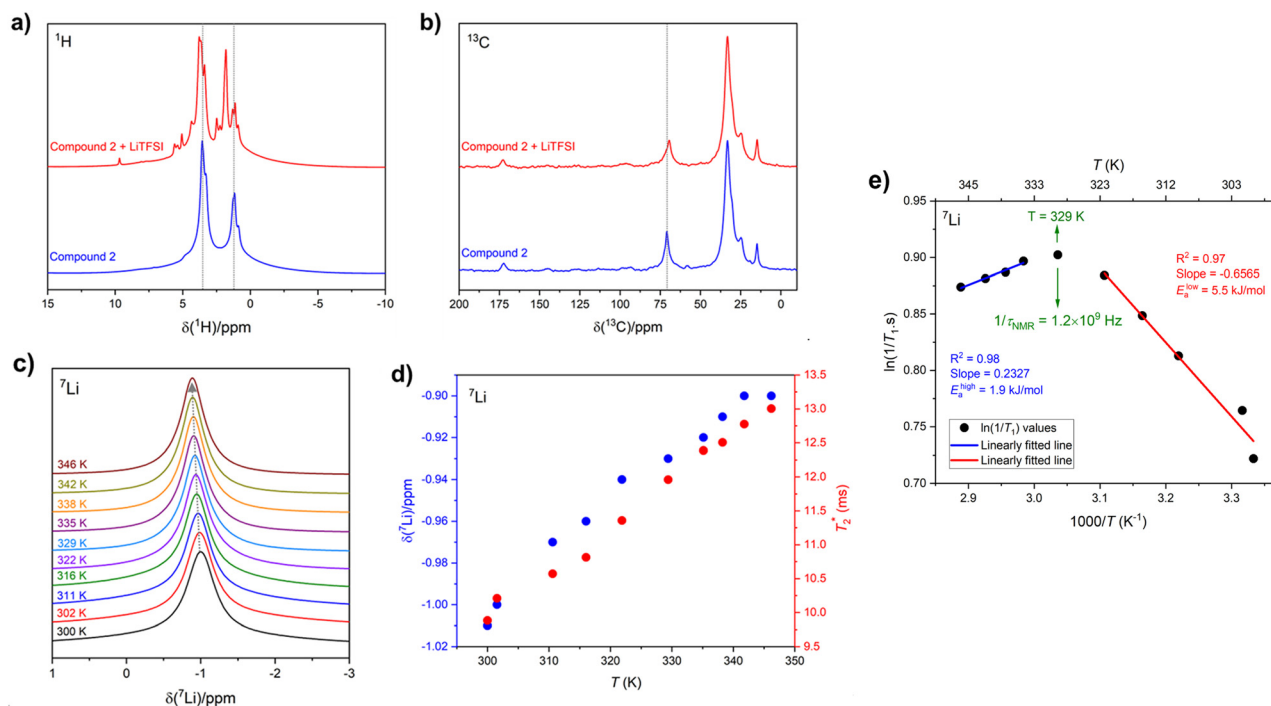 a)
¹H
Compound 2 + LiTFSI
Compound 2
15 10 5 0 -5 -10
δ(¹H)/ppm
b)
¹³C
Compound 2 + LiTFSI
Compound 2
200 175 150 125 100 75 50 25 0
δ(¹³C)/ppm
c)
⁷Li
346 K
342 K
338 K
335 K
329 K
322 K
316 K
311 K
302 K
300 K
1 0 -1 -2 -3
δ(⁷Li)/ppm
d)
⁷Li
-0.90
-0.92
-0.94
-0.96
-0.98
-1.00
-1.02
δ(⁷Li)/ppm
13.5
13.0
12.5
12.0
11.5
11.0
10.5
10.0
9.5
T₂* (ms)
300 310 320 330 340 350
T (K)
e)
T (K)
345 333 323 312 303
⁷Li
0.95
0.90
0.85
0.80
0.75
0.70
ln(1/T₁.s)
T = 329 K
1/τNMR = 1.2×10⁹ Hz
R² = 0.97
Slope = -0.6565
Eₐˡᵒʷ = 5.5 kJ/mol
R² = 0.98
Slope = 0.2327
Eₐʰⁱᵍʰ = 1.9 kJ/mol
ln(1/T₁) values
Linearly fitted line
Linearly fitted line
2.9 3.0 3.1 3.2 3.3
1000/T (K⁻¹)